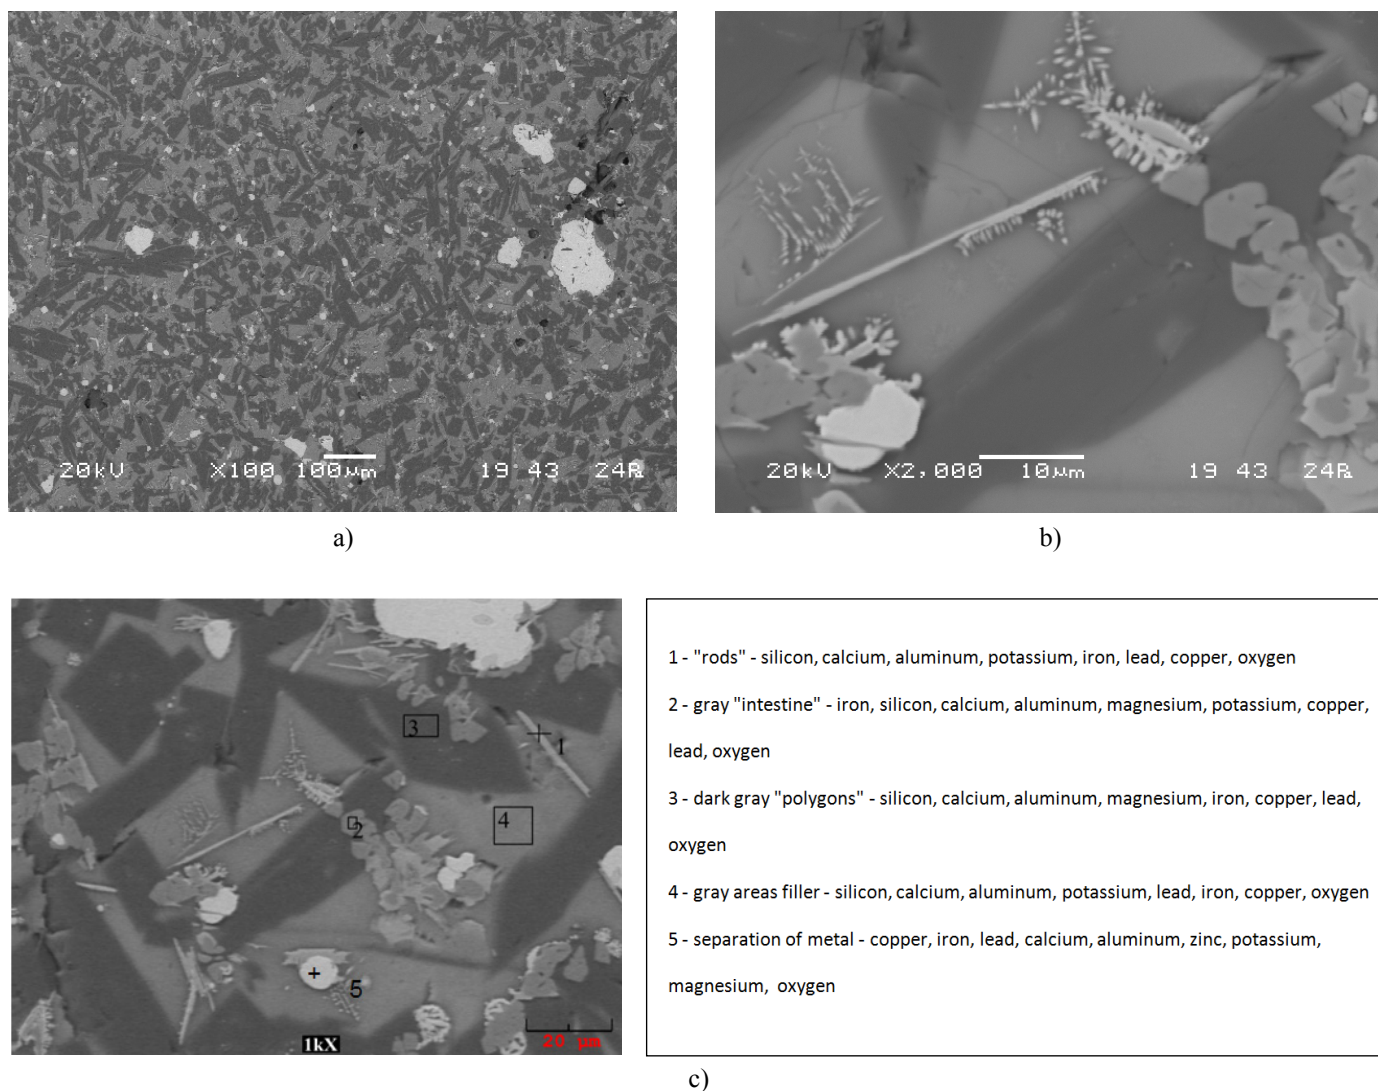 20kV X100 100µm 19 43 24R
a)
20kV X2,000 10µm 19 43 24R
b)
3
1
4
2
5
1kX
20 µm
1 - "rods" - silicon, calcium, aluminum, potassium, iron, lead, copper, oxygen
2 - gray "intestine" - iron, silicon, calcium, aluminum, magnesium, potassium, copper,
lead, oxygen
3 - dark gray "polygons" - silicon, calcium, aluminum, magnesium, iron, copper, lead,
oxygen
4 - gray areas filler - silicon, calcium, aluminum, potassium, lead, iron, copper, oxygen
5 - separation of metal - copper, iron, lead, calcium, aluminum, zinc, potassium,
magnesium, oxygen
c)